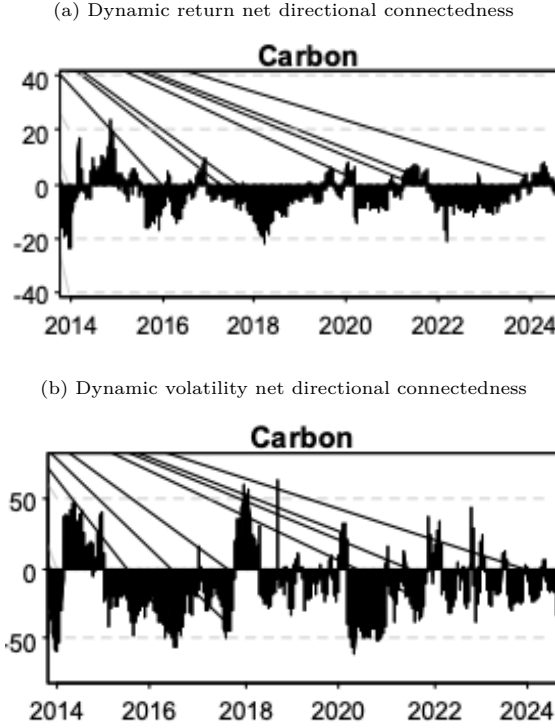 (a) Dynamic return net directional connectedness
Carbon
40
20
0
-20
-40
2014 2016 2018 2020 2022 2024
(b) Dynamic volatility net directional connectedness
Carbon
50
0
-50
2014 2016 2018 2020 2022 2024